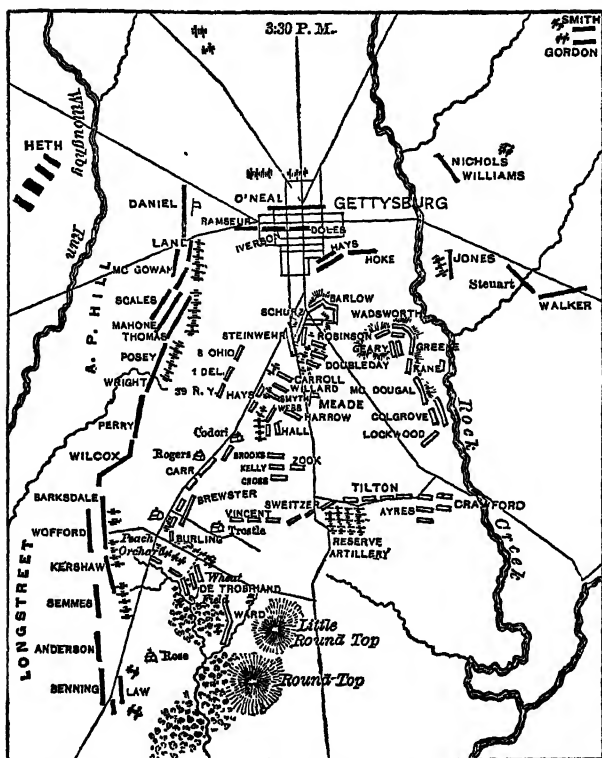 3:30 P. M.
SMITH
GORDON
Willoughby
Run
HETH
NICHOLS
WILLIAMS
DANIEL
O'NEAL
GETTYSBURG
RAMSEUR
IVERSON
DOLES
LANE
HAYS
HOKE
MC GOWAN
JONES
Steuart
WALKER
A. P. HILL
SCALES
MAHONE
THOMAS
POSEY
WRIGHT
PERRY
WILCOX
SCHURZ
BARLOW
WADSWORTH
STEINWEHR
ROBINSON
GREENE
GEARY
8 OHIO
DOUBLEDAY
KANE
1 DEL.
CARROLL
39 N. Y.
HAYS
WILLARD
MC DOUGAL
SMYTH
MEADE
WEBB
HARROW
COLGROVE
Codori
HALL
LOCKWOOD
Rock
Creek
Rogers
BROOKS
CARR
KELLY
ZOOK
CROSS
BARKSDALE
BREWSTER
TILTON
SWEITZER
CRAWFORD
WOFFORD
VINCENT
AYRES
Trostle
BURLING
RESERVE
ARTILLERY
Peach
Orchard
KERSHAW
Wheat
Field
DE TROBRIAND
LONGSTREET
SEMMES
WARD
Little
Round Top
ANDERSON
Rose
Round Top
BENNING
LAW